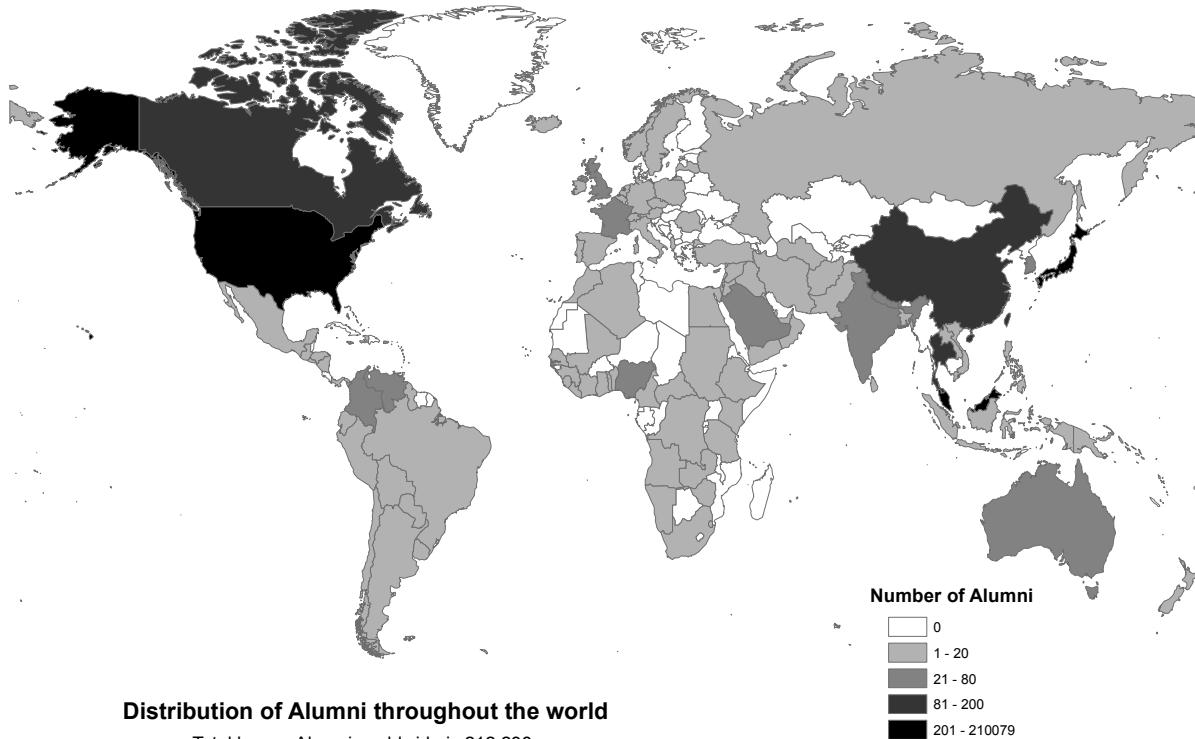 Number of Alumni
0
1 - 20
21 - 80
81 - 200
201 - 210079
Distribution of Alumni throughout the world